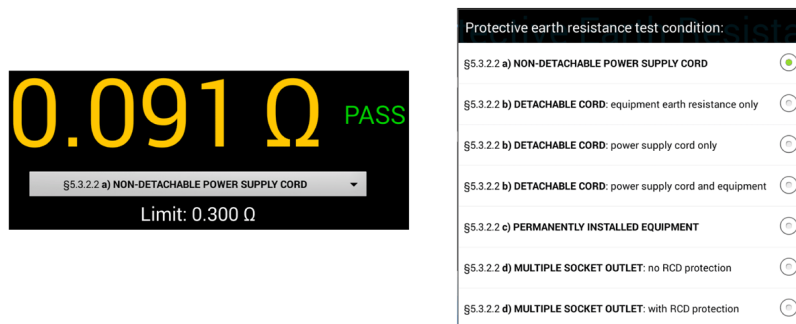 0.091 Ω PASS
§5.3.2.2 a) NON-DETACHABLE POWER SUPPLY CORD
Limit: 0.300 Ω
Protective earth resistance test condition:
§5.3.2.2 a) NON-DETACHABLE POWER SUPPLY CORD
§5.3.2.2 b) DETACHABLE CORD: equipment earth resistance only
§5.3.2.2 b) DETACHABLE CORD: power supply cord only
§5.3.2.2 b) DETACHABLE CORD: power supply cord and equipment
§5.3.2.2 c) PERMANENTLY INSTALLED EQUIPMENT
§5.3.2.2 d) MULTIPLE SOCKET OUTLET: no RCD protection
§5.3.2.2 d) MULTIPLE SOCKET OUTLET: with RCD protection